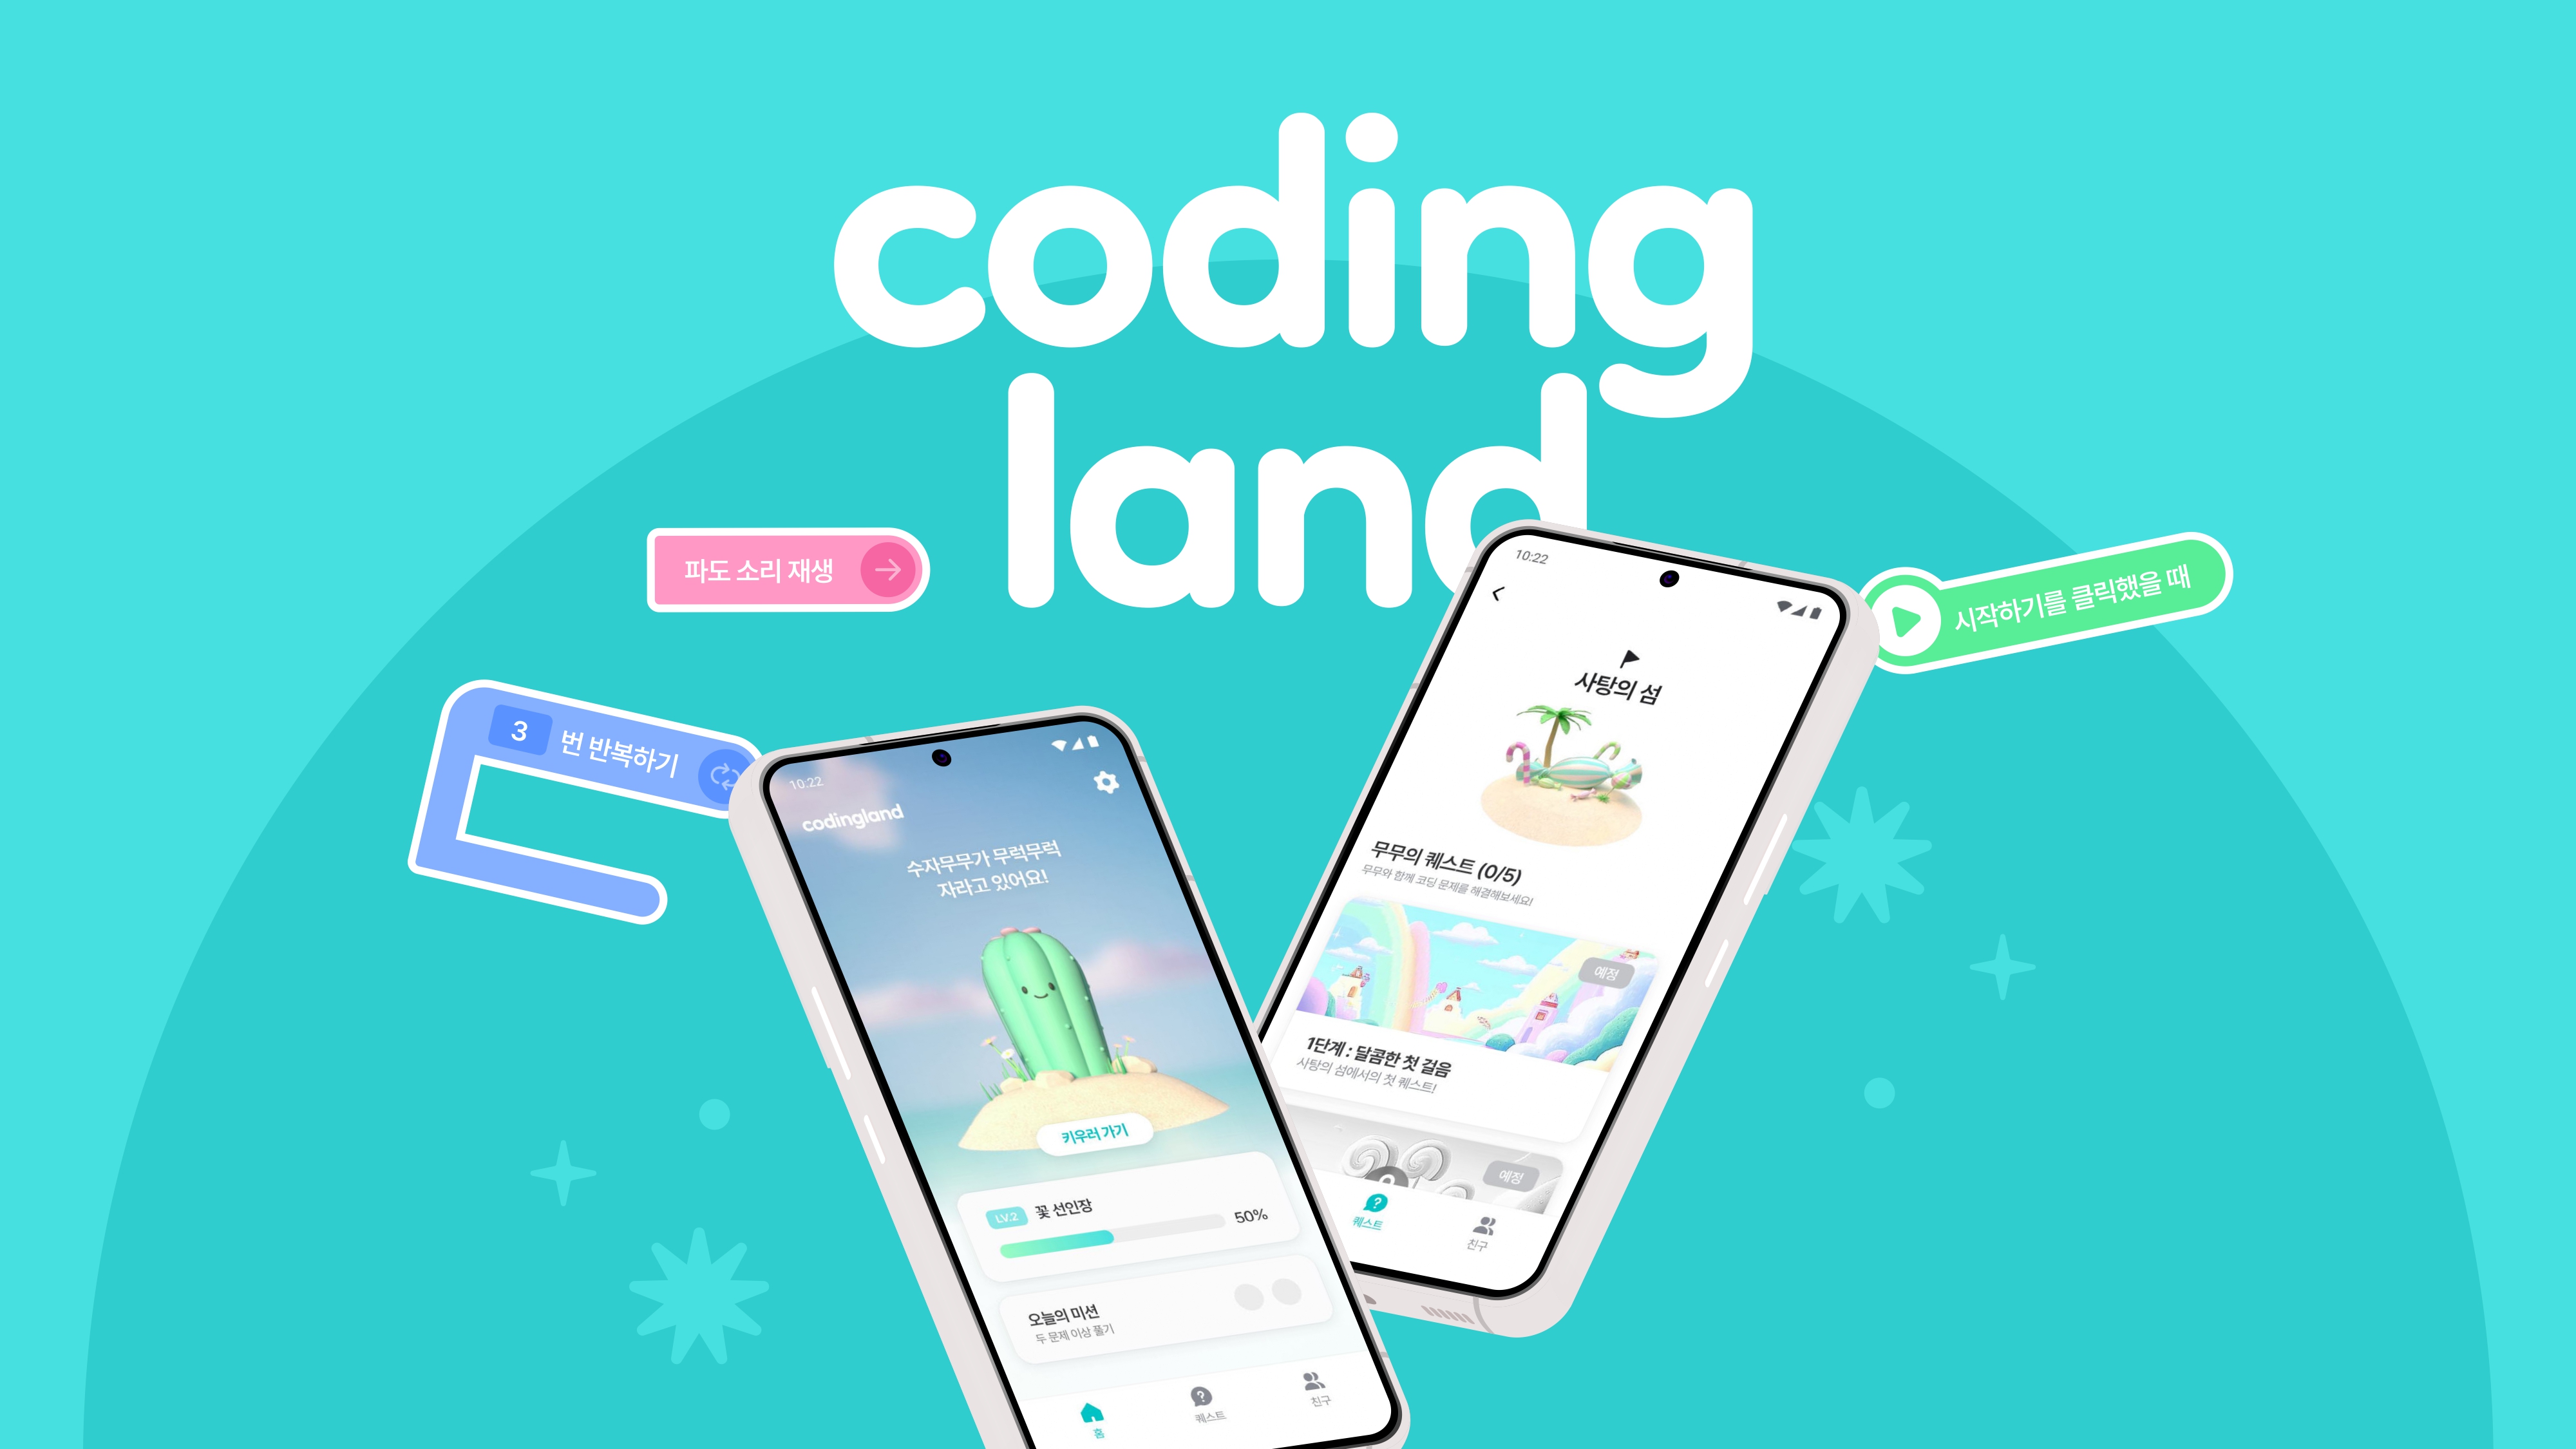 coding
land
파도 소리 재생
시작하기를 클릭했을 때
3 번 반복하기
10:22
codingland
수자무무가 무럭무럭
자라고 있어요!
키우러 가기
LV.2 꽃 선인장
50%
오늘의 미션
두 문제 이상 풀기
홈
퀘스트
친구
10:22
사탕의 섬
무무의 퀘스트 (0/5)
무무와 함께 코딩 문제를 해결해보세요!
예정
1단계 : 달콤한 첫 걸음
사탕의 섬에서의 첫 퀘스트!
예정
퀘스트
친구